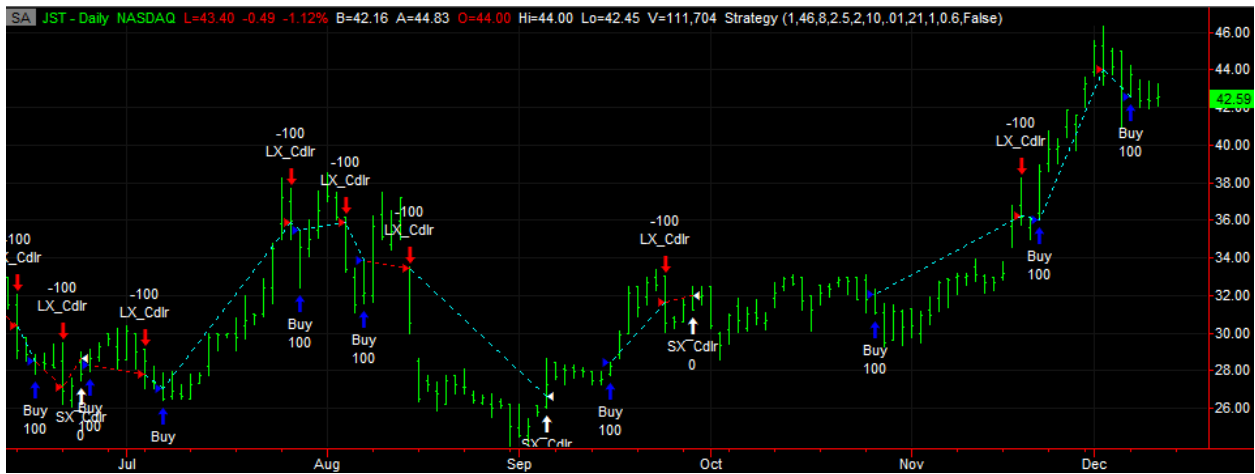 SA JST - Daily NASDAQ L=43.40 -0.49 -1.12% B=42.16 A=44.83 O=44.00 Hi=44.00 Lo=42.45 V=111,704 Strategy (1,46,8,2.5,2,10,.01,21,1,0.6,False)
46.00
44.00
42.59
42.00
40.00
38.00
36.00
34.00
32.00
30.00
28.00
26.00
-100
LX_Cdlr
-100
LX_Cdlr
-100
LX_Cdlr
-100
LX_Cdlr
-100
LX_Cdlr
-100
LX_Cdlr
-100
LX_Cdlr
-100
LX_Cdlr
Buy
100
SX_Cdlr
0
Buy
100
Buy
Buy
100
Buy
100
SX_Cdlr
Buy
100
SX_Cdlr
0
Buy
100
Buy
100
Buy
100
Jul
Aug
Sep
Oct
Nov
Dec